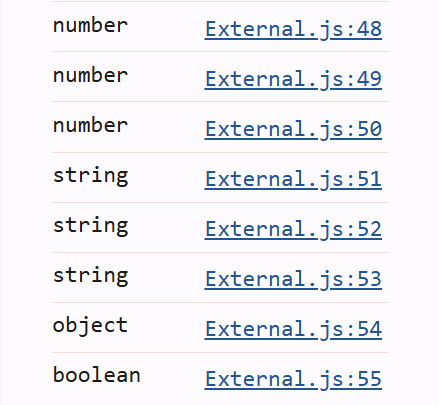 number External.js:48
number External.js:49
number External.js:50
string External.js:51
string External.js:52
string External.js:53
object External.js:54
boolean External.js:55